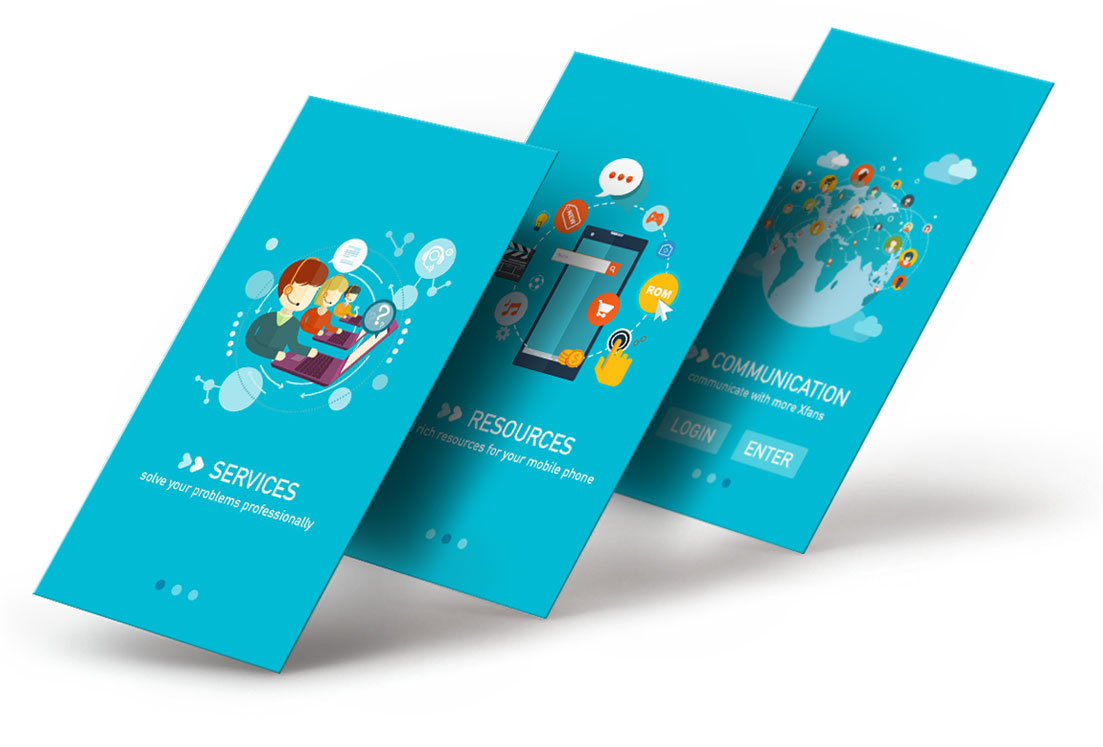 SERVICES
solve your problems professionally
?
NEW
ROM
RESOURCES
rich resources for your mobile phone
COMMUNICATION
communicate with more Xfans
LOGIN
ENTER